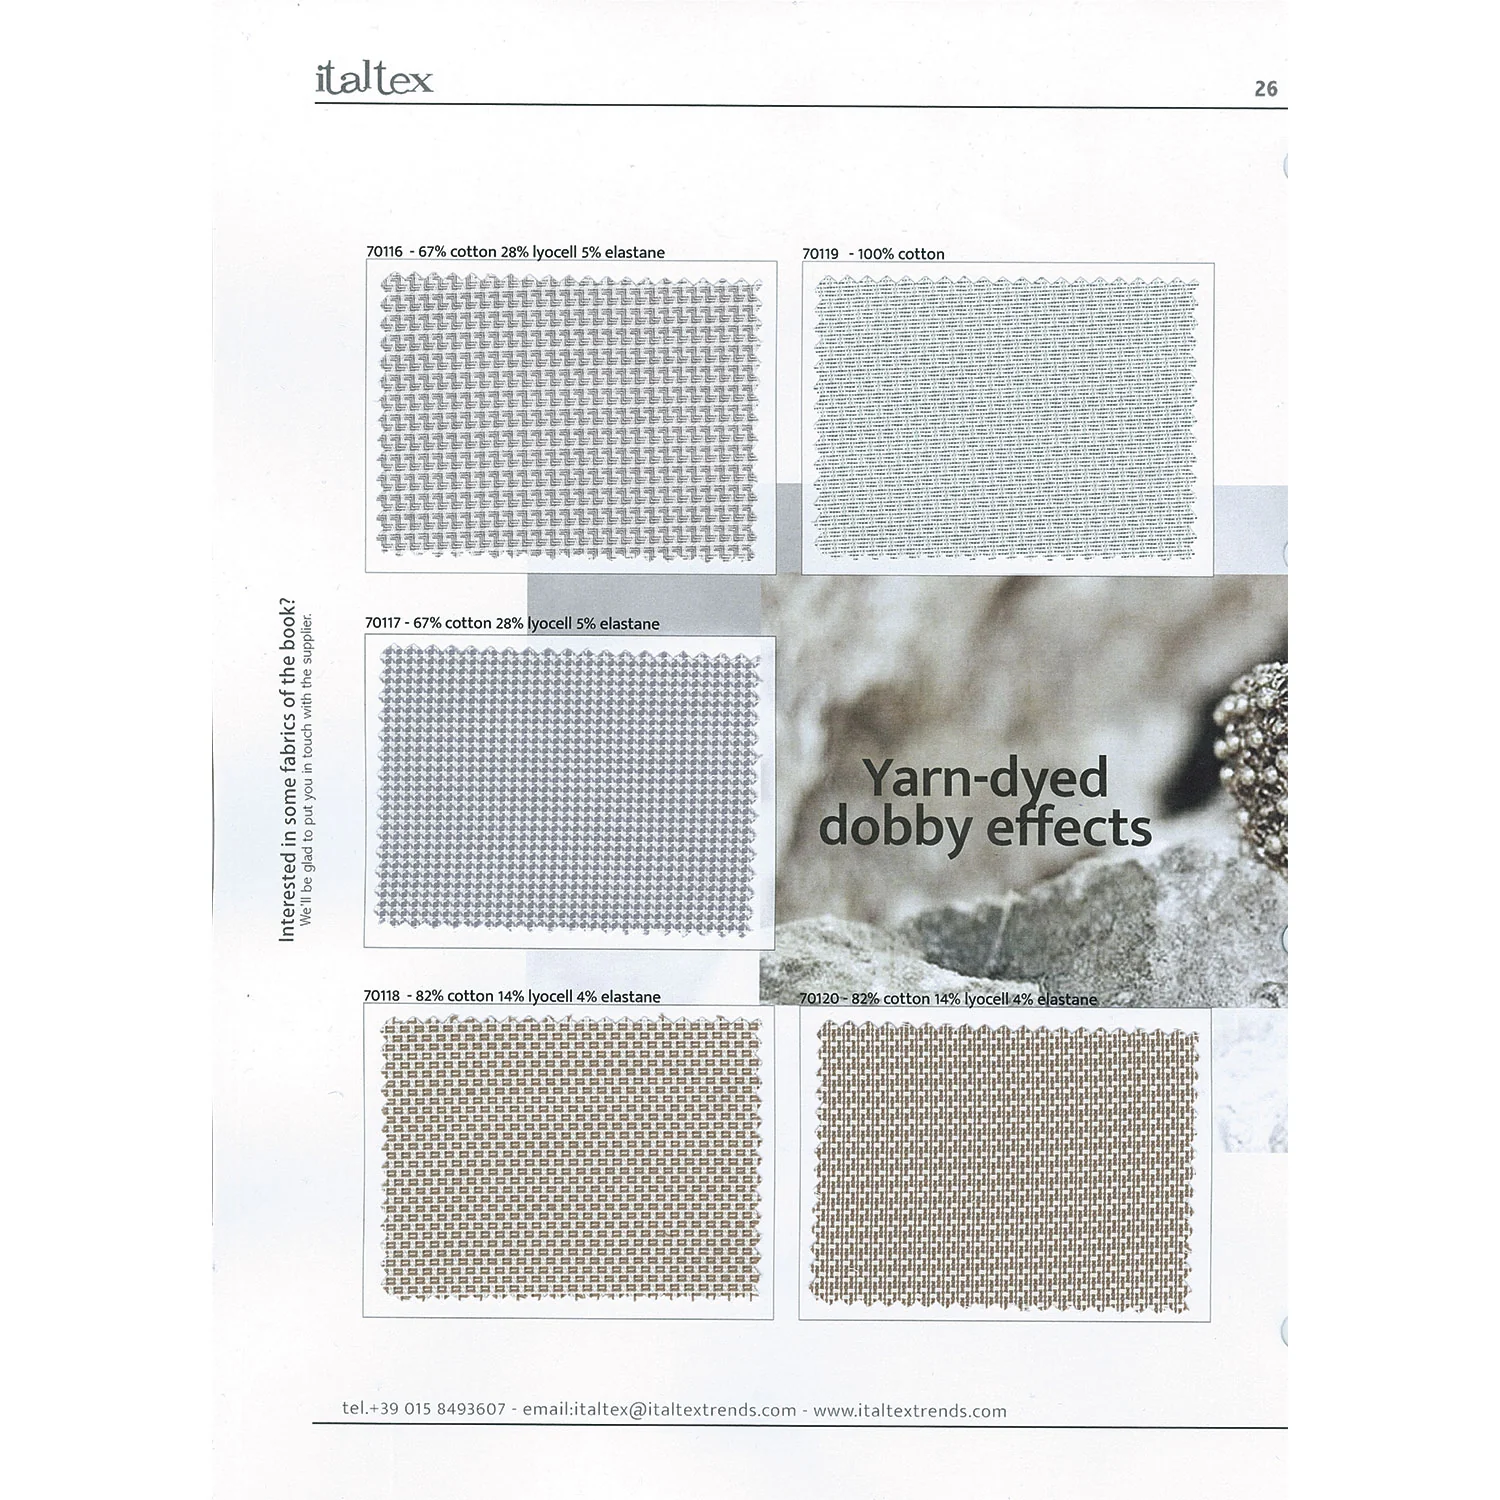 italtex
26
70116 - 67% cotton 28% lyocell 5% elastane
70119 - 100% cotton
70117 - 67% cotton 28% lyocell 5% elastane
Interested in some fabrics of the book?
We'll be glad to put you in touch with the supplier.
Yarn-dyed
dobby effects
70118 - 82% cotton 14% lyocell 4% elastane
70120 - 82% cotton 14% lyocell 4% elastane
tel.+39 015 8493607 - email:italtex@italtextrends.com - www.italtextrends.com